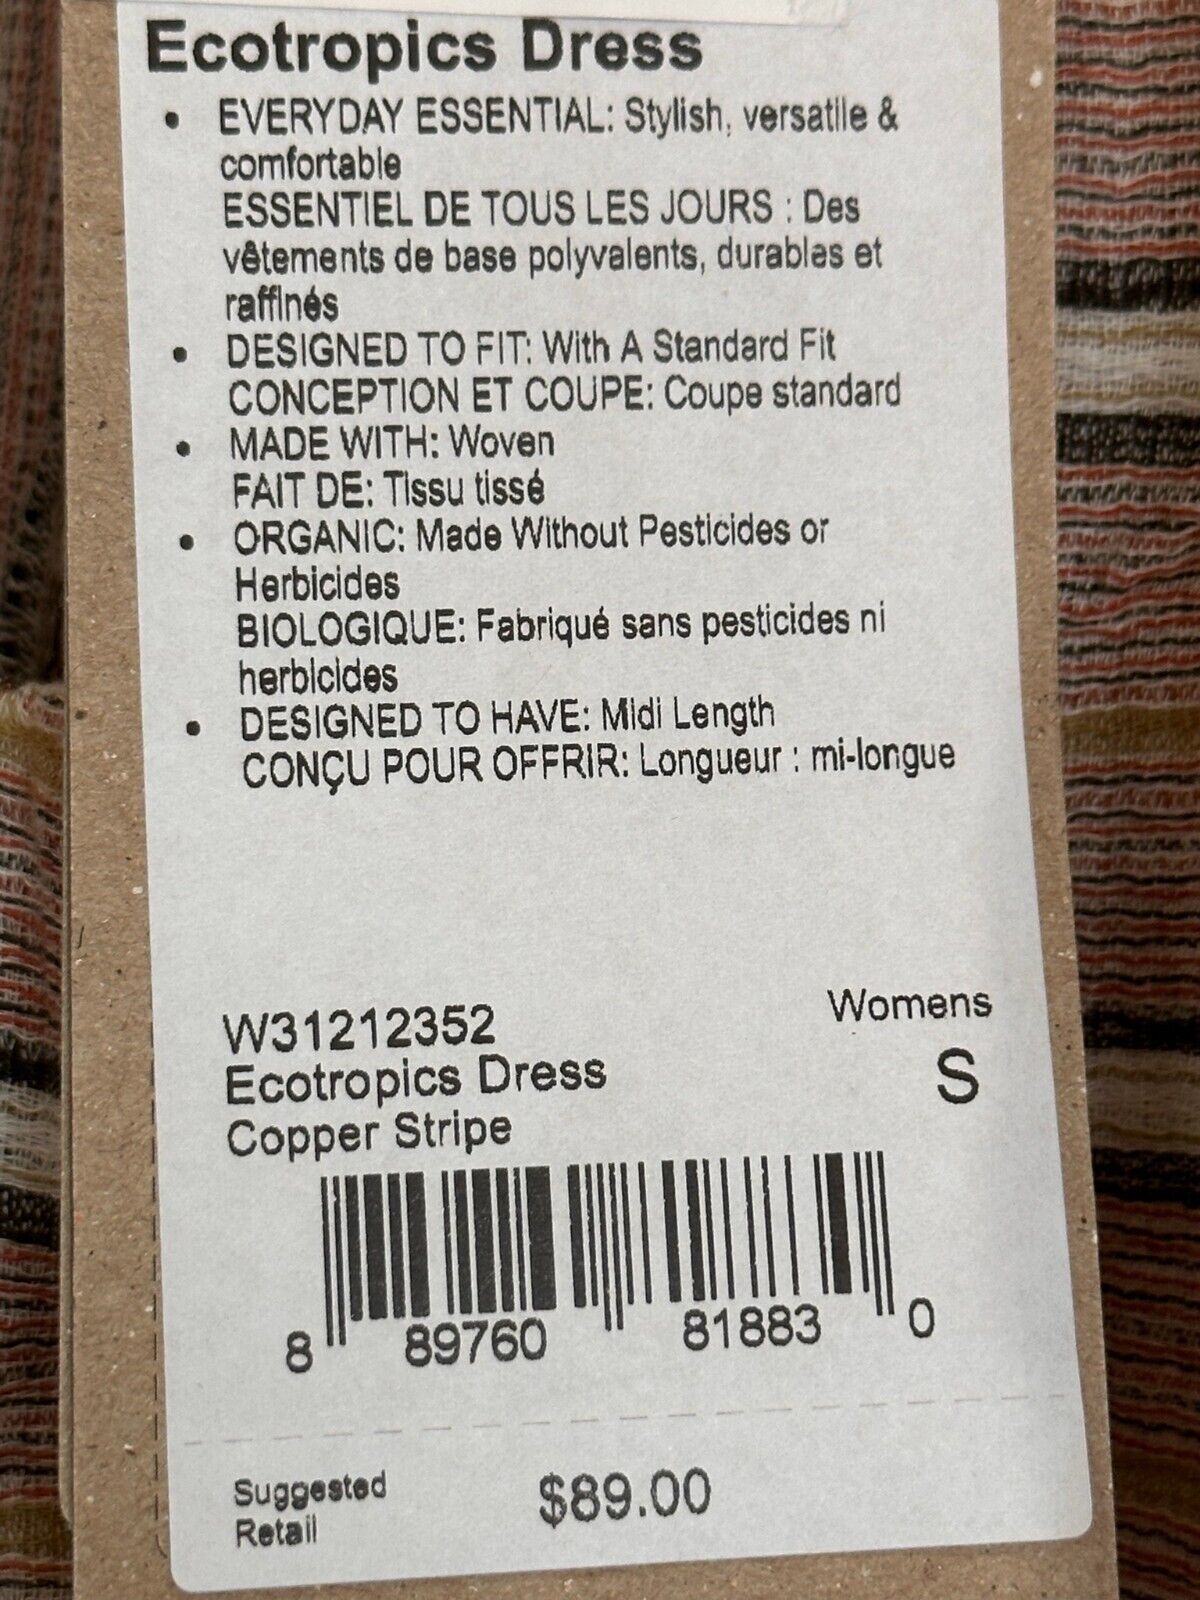 Ecotropics Dress
• EVERYDAY ESSENTIAL: Stylish, versatile &
comfortable
ESSENTIEL DE TOUS LES JOURS : Des
vêtements de base polyvalents, durables et
raffinés
• DESIGNED TO FIT: With A Standard Fit
CONCEPTION ET COUPE: Coupe standard
• MADE WITH: Woven
FAIT DE: Tissu tissé
• ORGANIC: Made Without Pesticides or
Herbicides
BIOLOGIQUE: Fabriqué sans pesticides ni
herbicides
• DESIGNED TO HAVE: Midi Length
CONÇU POUR OFFRIR: Longueur : mi-longue
W31212352
Ecotropics Dress
Copper Stripe
Womens
S
8 89760 81883 0
Suggested
Retail
$89.00